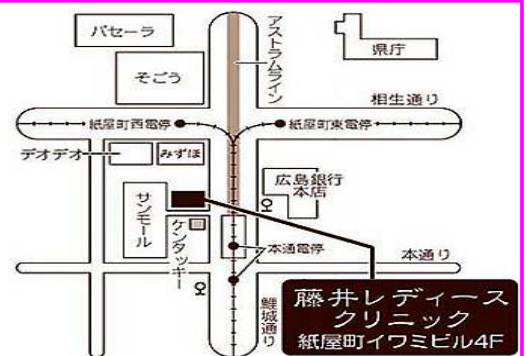 パセーラ
そごう
アストラムライン
県庁
相生通り
紙屋町西電停
紙屋町東電停
デオデオ
みずほ
広島銀行
本店
サンモール
ケンタッキー
本通電停
本通り
鯉城通り
藤井レディース
クリニック
紙屋町イワミビル4F